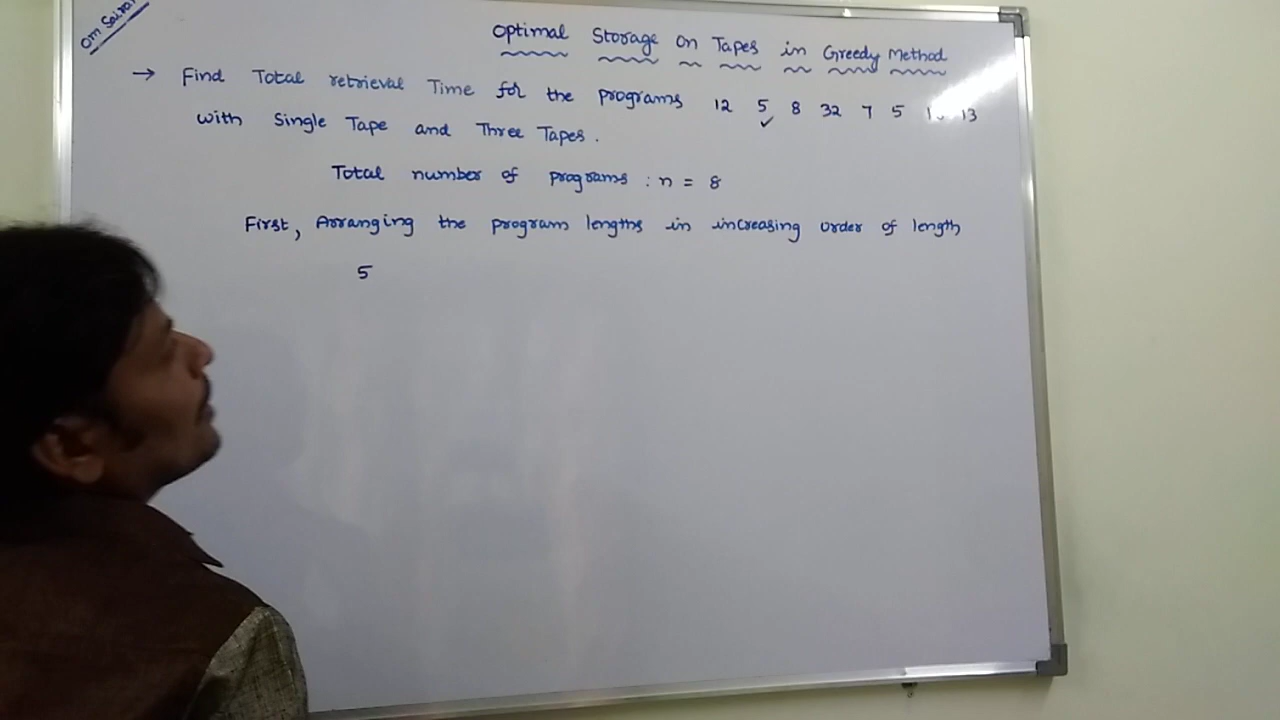 Om Sairam
Optimal Storage on Tapes in Greedy Method
→ Find Total retrieval Time for the programs 12 5 8 32 7 5 13
with Single Tape and Three Tapes.
Total number of programs : n = 8
First, Arranging the program lengths in increasing order of length
5